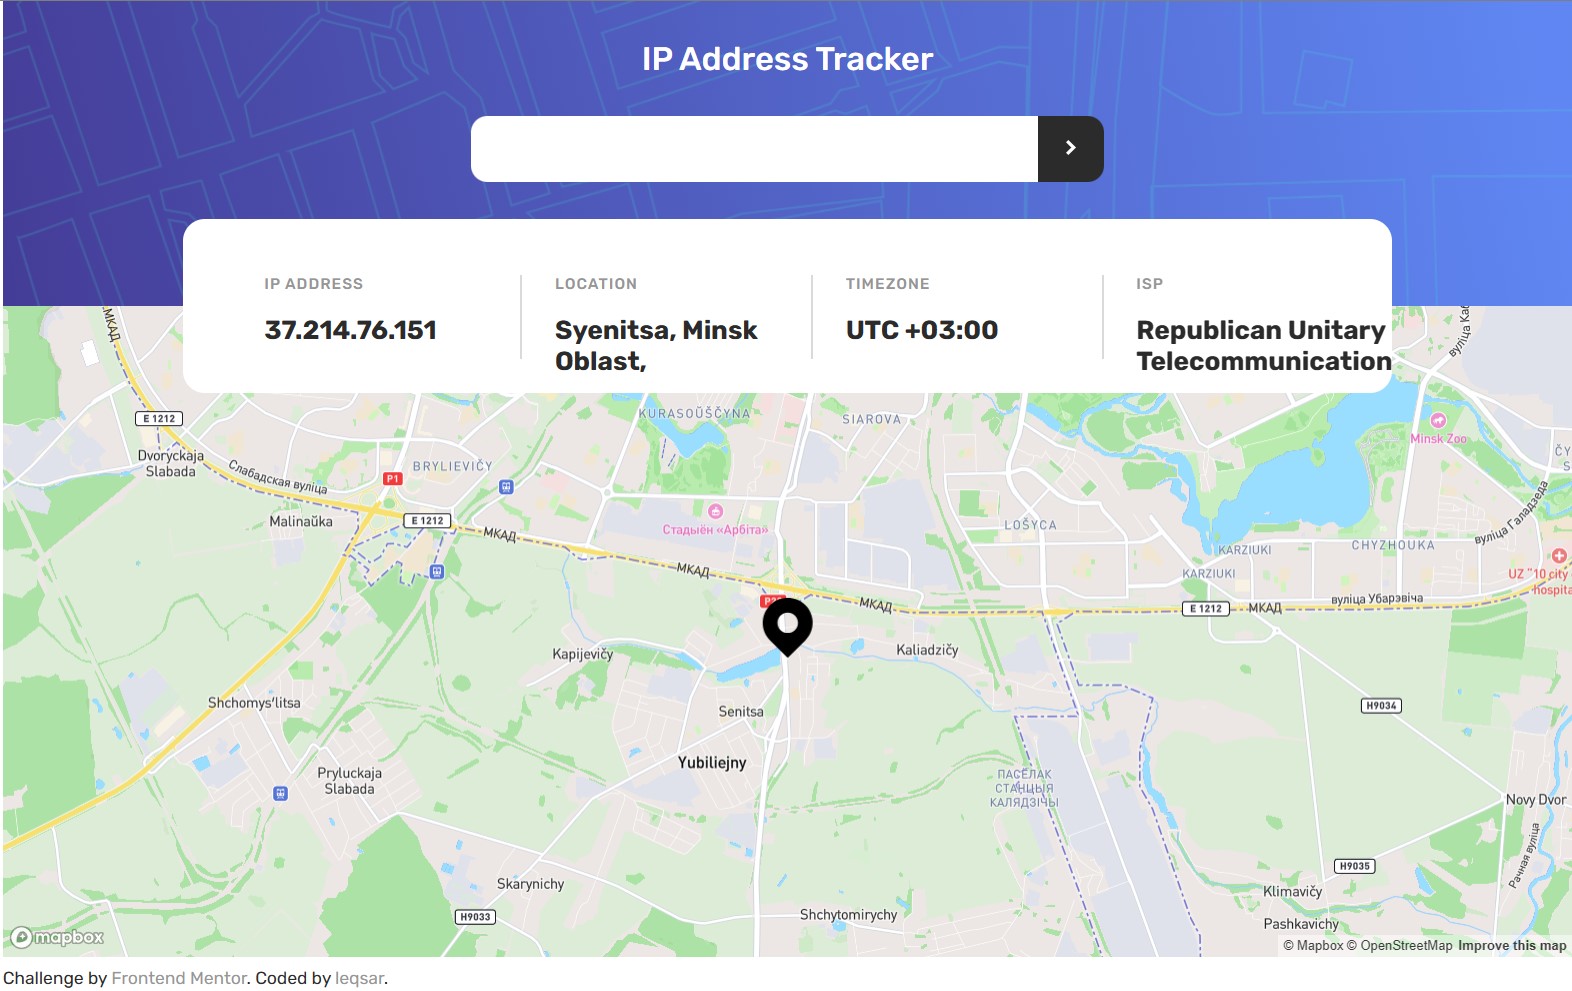 IP Address Tracker
IP ADDRESS
37.214.76.151
LOCATION
Syenitsa, Minsk
Oblast,
TIMEZONE
UTC +03:00
ISP
Republican Unitary
Telecommunication
МКАД
E 1212
Dvoryckaja
Slabada
Слабадская вуліца
P1
BRYLIEVIČY
KURASOŬŠČYNA
SIAROVA
Minsk Zoo
Malinaŭka
E 1212
МКАД
Стадыён «Арбіта»
LOŠYCA
KARZIUKI
KARZIUKI
CHYZHOUKA
вуліца Галадзеда
UZ "10 city
hospita
МКАД
МКАД
E 1212
МКАД
вуліца Убарэвіча
Kapijevičy
Kaliadzičy
Shchomys'litsa
Senitsa
H9034
Yubiliejny
Pryluckaja
Slabada
ПАСЁЛАК
СТАНЦЫЯ
КАЛЯДЗІЧЫ
Novy Dvor
Рачная вуліца
H9035
Skarynichy
Klimavičy
H9033
Shchytomirychy
Pashkavichy
mapbox
© Mapbox © OpenStreetMap Improve this map
Challenge by Frontend Mentor. Coded by leqsar.